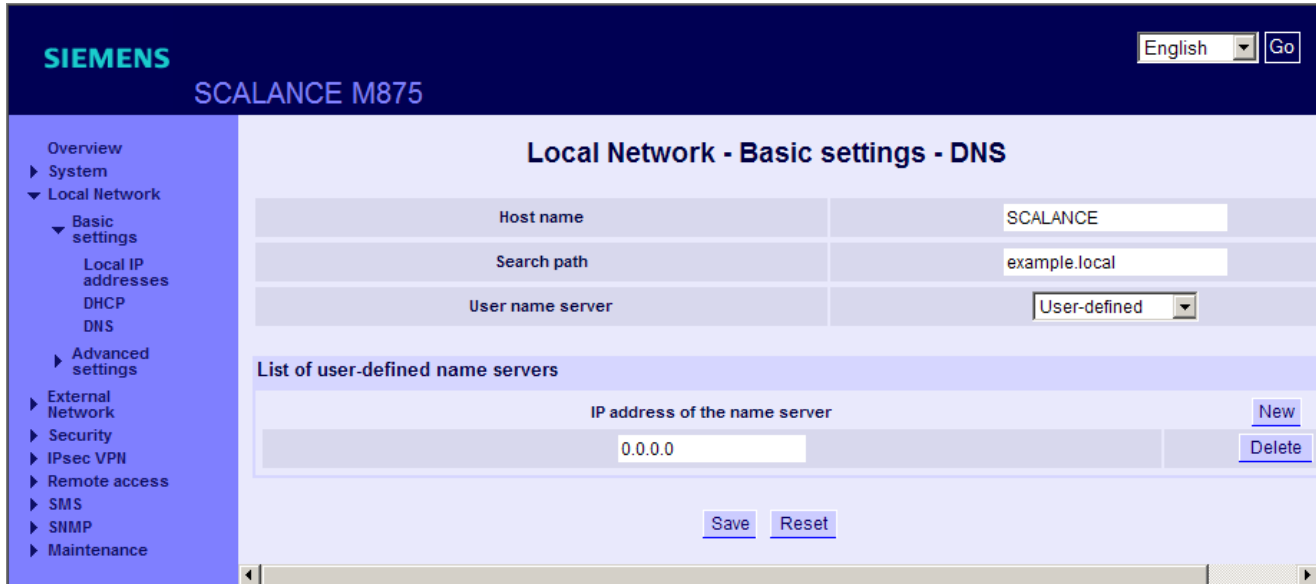 SIEMENS
SCALANCE M875
English Go
Overview
System
Local Network
Basic
settings
Local IP
addresses
DHCP
DNS
Advanced
settings
External
Network
Security
IPsec VPN
Remote access
SMS
SNMP
Maintenance
Local Network - Basic settings - DNS
Host name SCALANCE
Search path example.local
User name server User-defined
List of user-defined name servers
IP address of the name server New
0.0.0.0 Delete
Save Reset